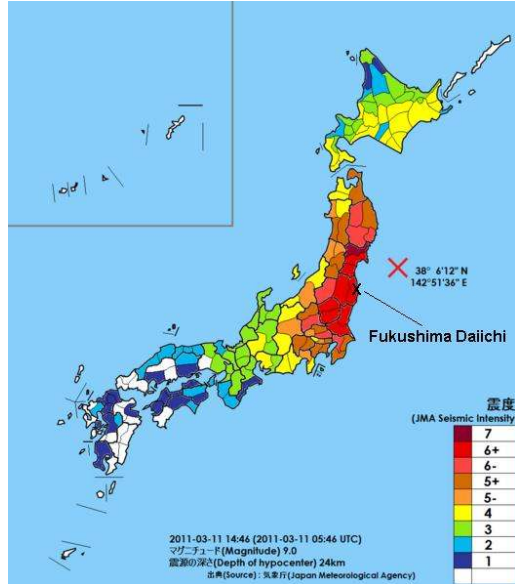 38° 6'12" N
142°51'36" E
X
Fukushima Daiichi
震度
(JMA Seismic Intensity
7
6+
6-
5+
5-
4
3
2
1
2011-03-11 14:46 (2011-03-11 05:46 UTC)
マグニチュード(Magnitude) 9.0
震源の深さ(Depth of hypocenter) 24km
出典(Source) : 気象庁(Japan Meteorological Agency)